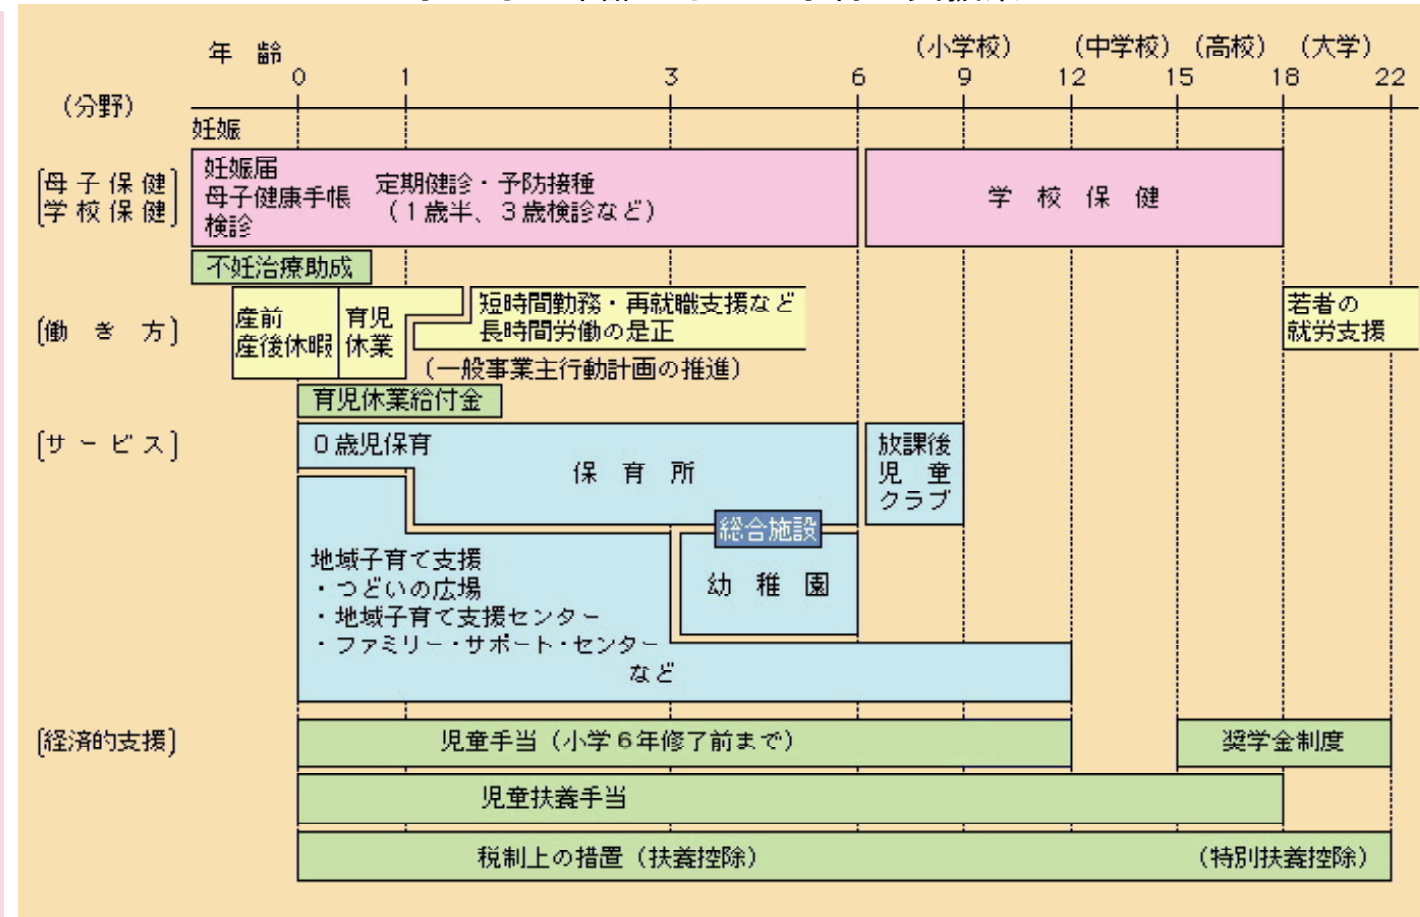 (小学校) (中学校) (高校) (大学)
年 齢
0 1 3 6 9 12 15 18 22
(分野)
妊娠
[母子保健]
[学校保健]
妊娠届
母子健康手帳
検診
定期健診・予防接種
(1歳半、3歳検診など)
学 校 保 健
不妊治療助成
[働 き 方]
産前
産後休暇
育児
休業
短時間勤務・再就職支援など
長時間労働の是正
(一般事業主行動計画の推進)
若者の
就労支援
育児休業給付金
[サービス]
0歳児保育
保 育 所
放課後
児 童
クラブ
総合施設
幼 稚 園
地域子育て支援
・つどいの広場
・地域子育て支援センター
・ファミリー・サポート・センター
など
[経済的支援]
児童手当(小学6年修了前まで)
奨学金制度
児童扶養手当
税制上の措置(扶養控除)
(特別扶養控除)